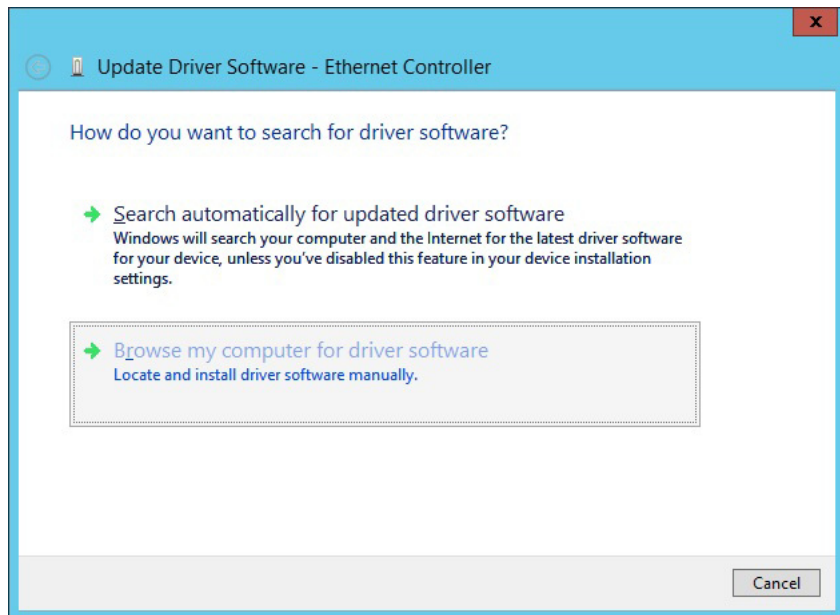 x
Update Driver Software - Ethernet Controller
How do you want to search for driver software?
Search automatically for updated driver software
Windows will search your computer and the Internet for the latest driver software
for your device, unless you've disabled this feature in your device installation
settings.
Browse my computer for driver software
Locate and install driver software manually.
Cancel